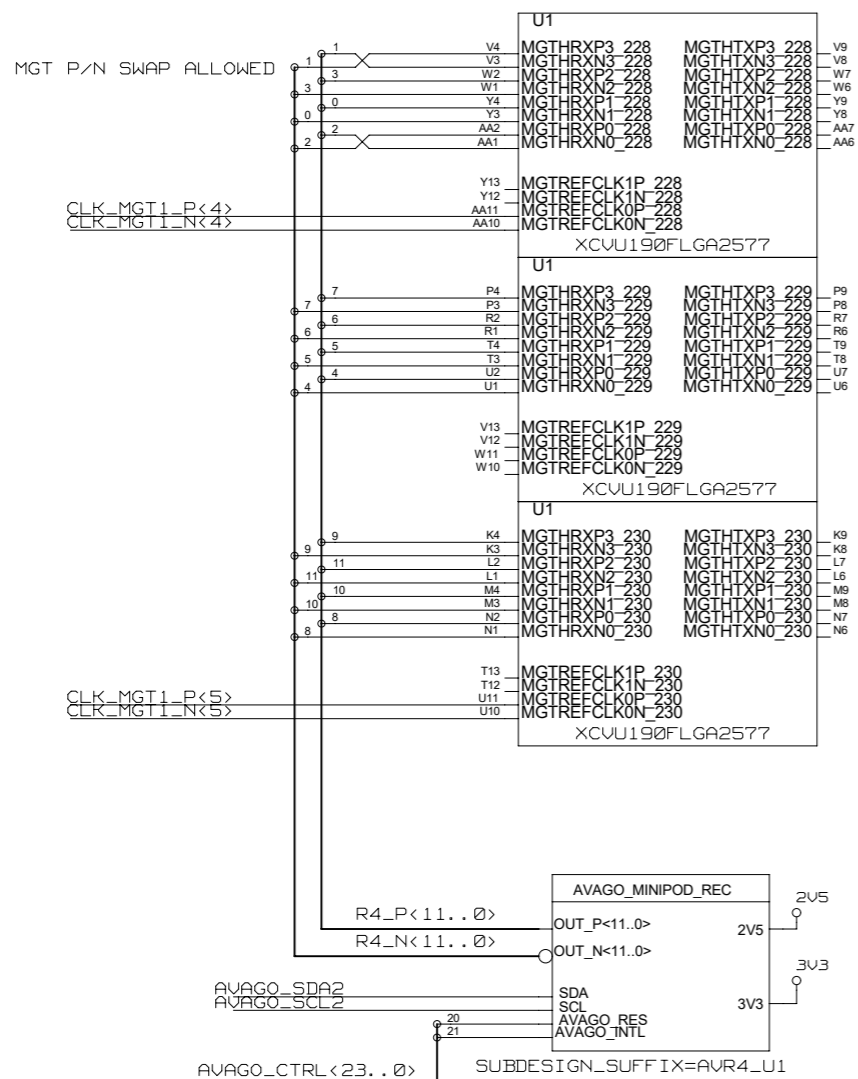 U1
1 V4 MGTHRXP3_228 MGTHTXP3_228 V9
MGT P/N SWAP ALLOWED 1 V3 MGTHRXN3_228 MGTHTXN3_228 V8
3 W2 MGTHRXP2_228 MGTHTXP2_228 W7
3 W1 MGTHRXN2_228 MGTHTXN2_228 W6
0 Y4 MGTHRXP1_228 MGTHTXP1_228 Y9
0 Y3 MGTHRXN1_228 MGTHTXN1_228 Y8
2 AA2 MGTHRXP0_228 MGTHTXP0_228 AA7
2 AA1 MGTHRXN0_228 MGTHTXN0_228 AA6
Y13 MGTREFCLK1P_228
Y12 MGTREFCLK1N_228
CLK_MGT1_P<4> AA11 MGTREFCLK0P_228
CLK_MGT1_N<4> AA10 MGTREFCLK0N_228
XCVU190FLGA2577
U1
7 P4 MGTHRXP3_229 MGTHTXP3_229 P9
7 P3 MGTHRXN3_229 MGTHTXN3_229 P8
6 R2 MGTHRXP2_229 MGTHTXP2_229 R7
6 R1 MGTHRXN2_229 MGTHTXN2_229 R6
5 T4 MGTHRXP1_229 MGTHTXP1_229 T9
5 T3 MGTHRXN1_229 MGTHTXN1_229 T8
4 U2 MGTHRXP0_229 MGTHTXP0_229 U7
4 U1 MGTHRXN0_229 MGTHTXN0_229 U6
V13 MGTREFCLK1P_229
V12 MGTREFCLK1N_229
W11 MGTREFCLK0P_229
W10 MGTREFCLK0N_229
XCVU190FLGA2577
U1
9 K4 MGTHRXP3_230 MGTHTXP3_230 K9
9 K3 MGTHRXN3_230 MGTHTXN3_230 K8
11 L2 MGTHRXP2_230 MGTHTXP2_230 L7
11 L1 MGTHRXN2_230 MGTHTXN2_230 L6
10 M4 MGTHRXP1_230 MGTHTXP1_230 M9
10 M3 MGTHRXN1_230 MGTHTXN1_230 M8
8 N2 MGTHRXP0_230 MGTHTXP0_230 N7
8 N1 MGTHRXN0_230 MGTHTXN0_230 N6
T13 MGTREFCLK1P_230
T12 MGTREFCLK1N_230
CLK_MGT1_P<5> U11 MGTREFCLK0P_230
CLK_MGT1_N<5> U10 MGTREFCLK0N_230
XCVU190FLGA2577
AVAGO_MINIPOD_REC
2V5
R4_P<11..0> OUT_P<11..0> 2V5
R4_N<11..0> OUT_N<11..0>
3V3
AVAGO_SDA2 SDA
AVAGO_SCL2 SCL 3V3
20 AVAGO_RES
21 AVAGO_INTL
AVAGO_CTRL<23..0> SUBDESIGN_SUFFIX=AVR4_U1